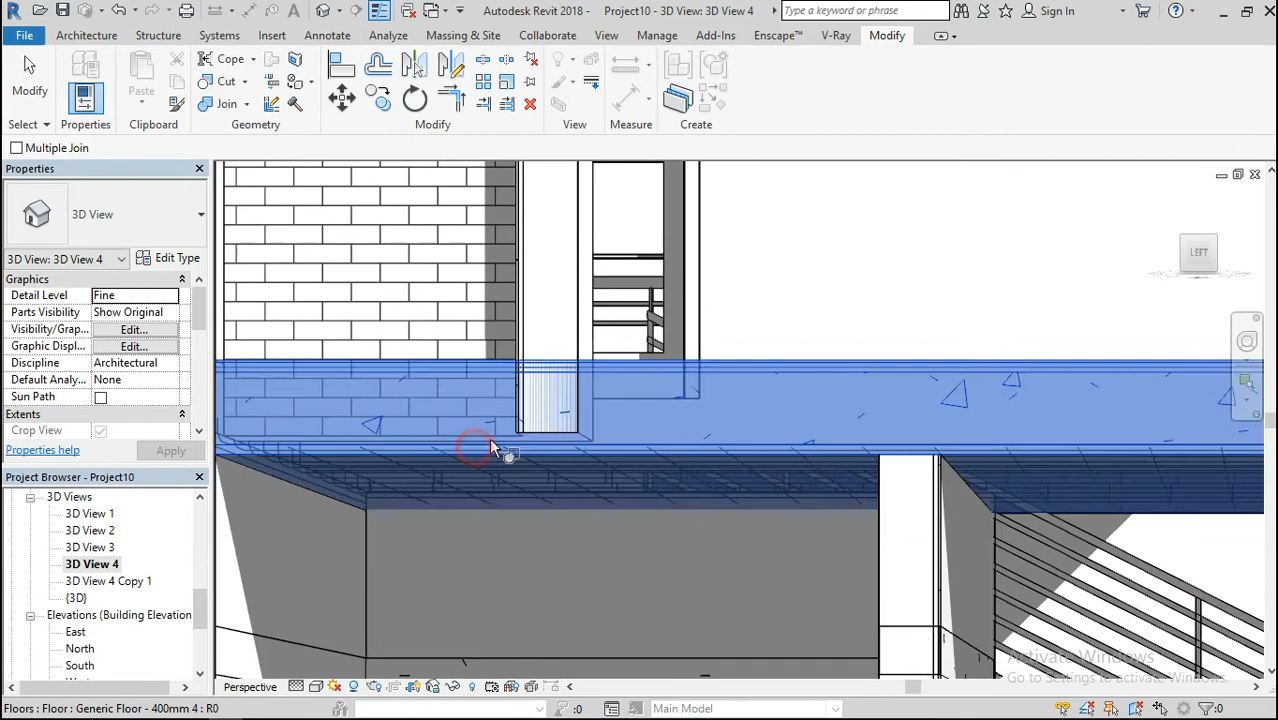 Autodesk Revit 2018 - Project10 - 3D View: 3D View 4
Type a keyword or phrase
Sign In
File Architecture Structure Systems Insert Annotate Analyze Massing & Site Collaborate View Manage Add-Ins Enscape™ V-Ray Modify
Modify Paste Cope Cut Join
Select Properties Clipboard Geometry Modify View Measure Create
Multiple Join
Properties
3D View
3D View: 3D View 4 Edit Type
Graphics
Detail Level Fine
Parts Visibility Show Original
Visibility/Grap... Edit...
Graphic Displ... Edit...
Discipline Architectural
Default Analy... None
Sun Path
Extents
Crop View
Properties help Apply
Project Browser - Project10
3D Views
3D View 1
3D View 2
3D View 3
3D View 4
3D View 4 Copy 1
{3D}
Elevations (Building Elevation
East
North
South
LEFT
Activate Windows
Go to Settings to activate Windows.
Perspective
Floors : Floor : Generic Floor - 400mm 4 : R0
:0
Main Model
:0